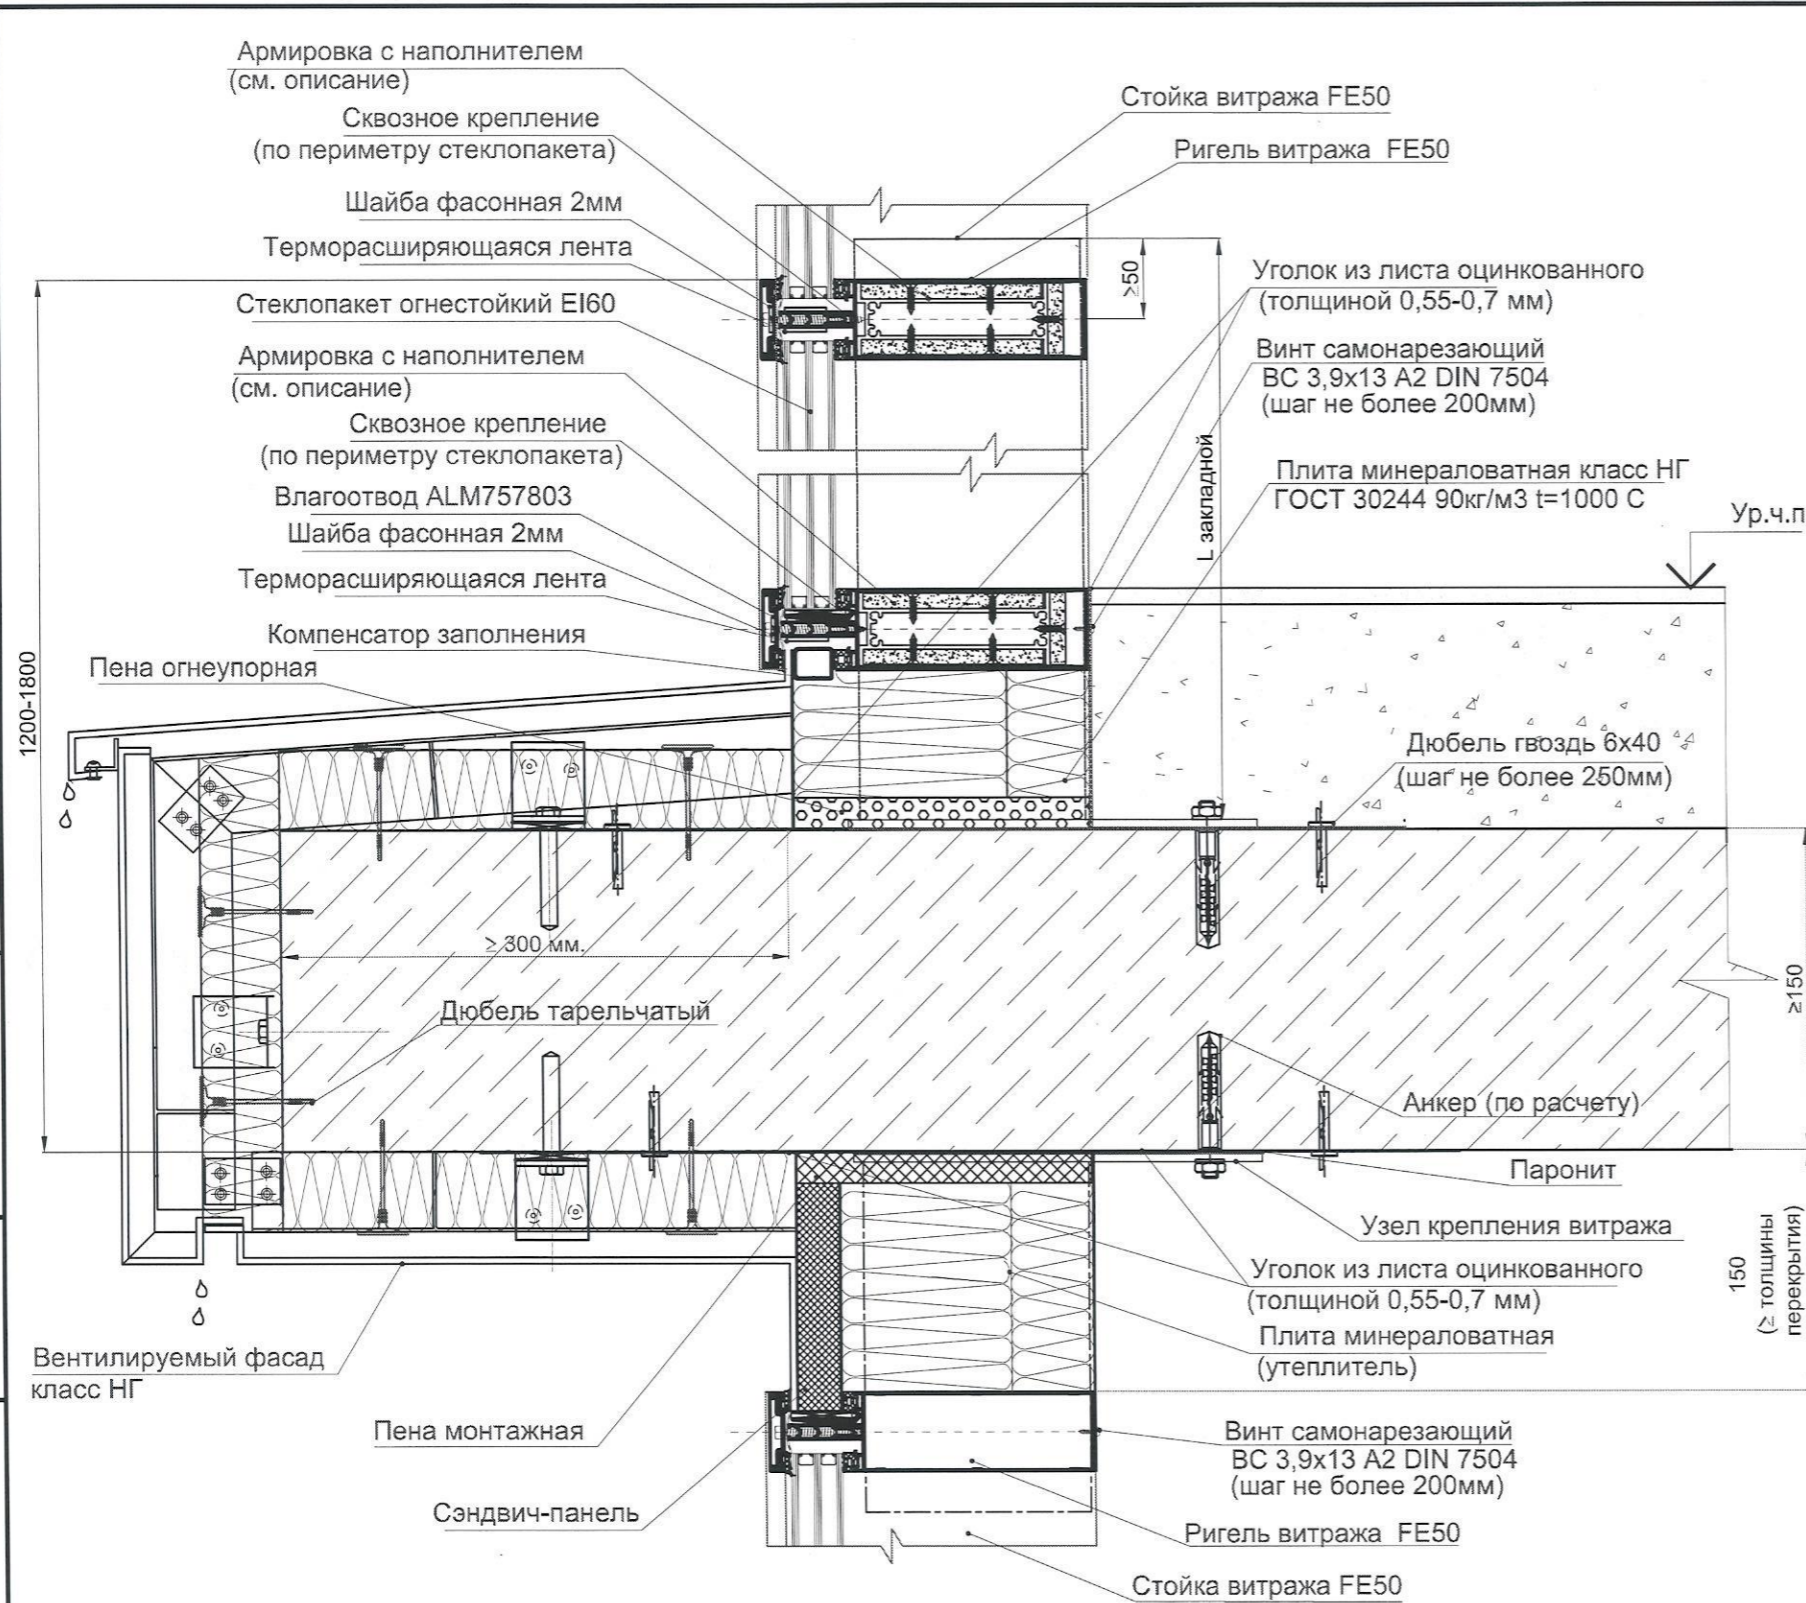 Армировка с наполнителем
(см. описание)
Сквозное крепление
(по периметру стеклопакета)
Шайба фасонная 2мм
Терморасширяющаяся лента
Стеклопакет огнестойкий EI60
Армировка с наполнителем
(см. описание)
Сквозное крепление
(по периметру стеклопакета)
Влагоотвод ALM757803
Шайба фасонная 2мм
Терморасширяющаяся лента
Компенсатор заполнения
Пена огнеупорная
1200-1800
Стойка витража FE50
Ригель витража FE50
≥50
L закладной
Уголок из листа оцинкованного
(толщиной 0,55-0,7 мм)
Винт самонарезающий
ВС 3,9х13 А2 DIN 7504
(шаг не более 200мм)
Плита минераловатная класс НГ
ГОСТ 30244 90кг/м3 t=1000 С
Ур.ч.п
Дюбель гвоздь 6х40
(шаг не более 250мм)
≥ 300 мм.
Дюбель тарельчатый
≥150
Анкер (по расчету)
Паронит
Узел крепления витража
Уголок из листа оцинкованного
(толщиной 0,55-0,7 мм)
Плита минераловатная
(утеплитель)
150
(≥ толщины
перекрытия)
Вентилируемый фасад
класс НГ
Пена монтажная
Сэндвич-панель
Винт самонарезающий
ВС 3,9х13 А2 DIN 7504
(шаг не более 200мм)
Ригель витража FE50
Стойка витража FE50